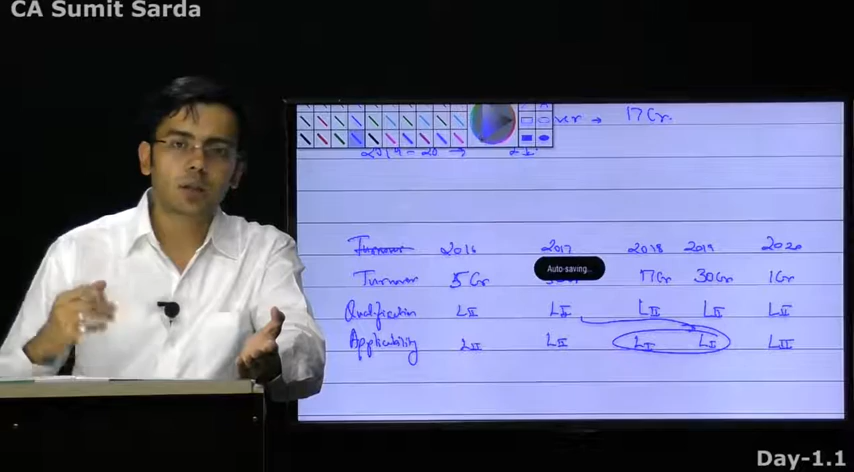 CA Sumit Sarda
ver → 17 Cr.
2019-20 →
Turnover 2016 2017 2018 2019 2020
Auto-saving...
Turnover 5 Cr 17 Cr 30 Cr 1 Cr
Qualification LII LI LII LII LII
Applicability LII LII LI LI LII
Day-1.1